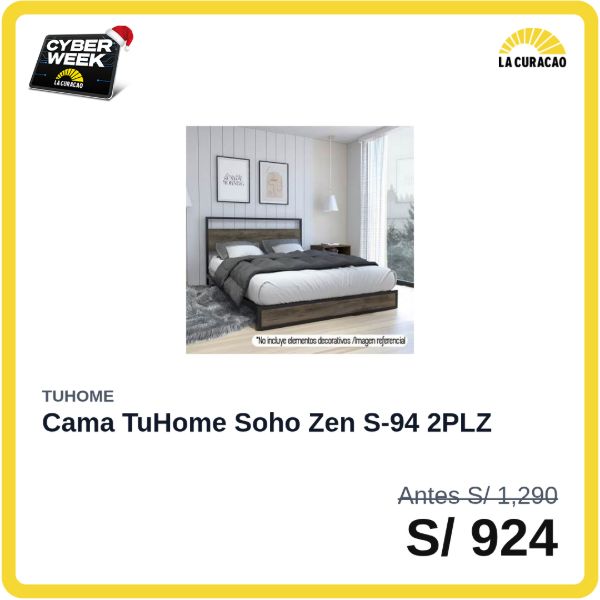 CYBER
WEEK
LA CURACAO
LA CURACAO
*No incluye elementos decorativos /Imagen referencial
TUHOME
Cama TuHome Soho Zen S-94 2PLZ
Antes S/ 1,290
S/ 924